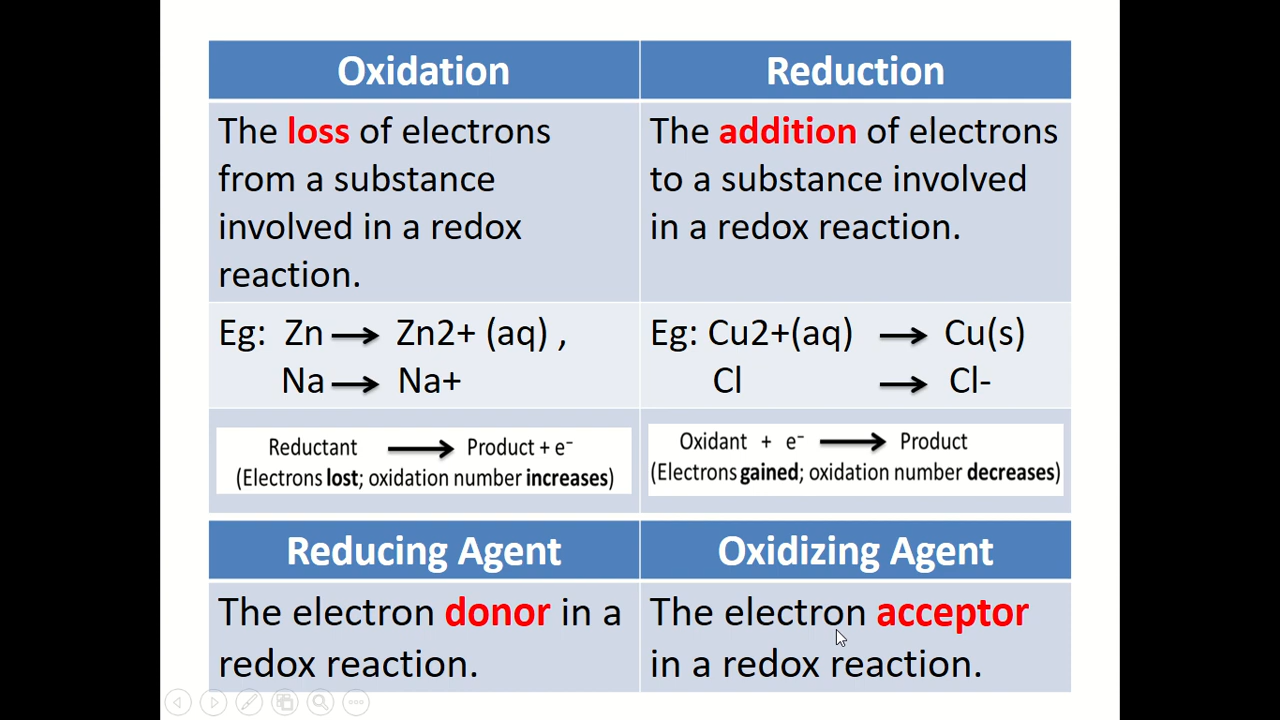 Oxidation
Reduction
The loss of electrons
from a substance
involved in a redox
reaction.
The addition of electrons
to a substance involved
in a redox reaction.
Eg: Zn → Zn2+ (aq) ,
Na → Na+
Eg: Cu2+(aq) → Cu(s)
Cl → Cl-
Reductant → Product + e⁻
(Electrons lost; oxidation number increases)
Oxidant + e⁻ → Product
(Electrons gained; oxidation number decreases)
Reducing Agent
Oxidizing Agent
The electron donor in a
redox reaction.
The electron acceptor
in a redox reaction.